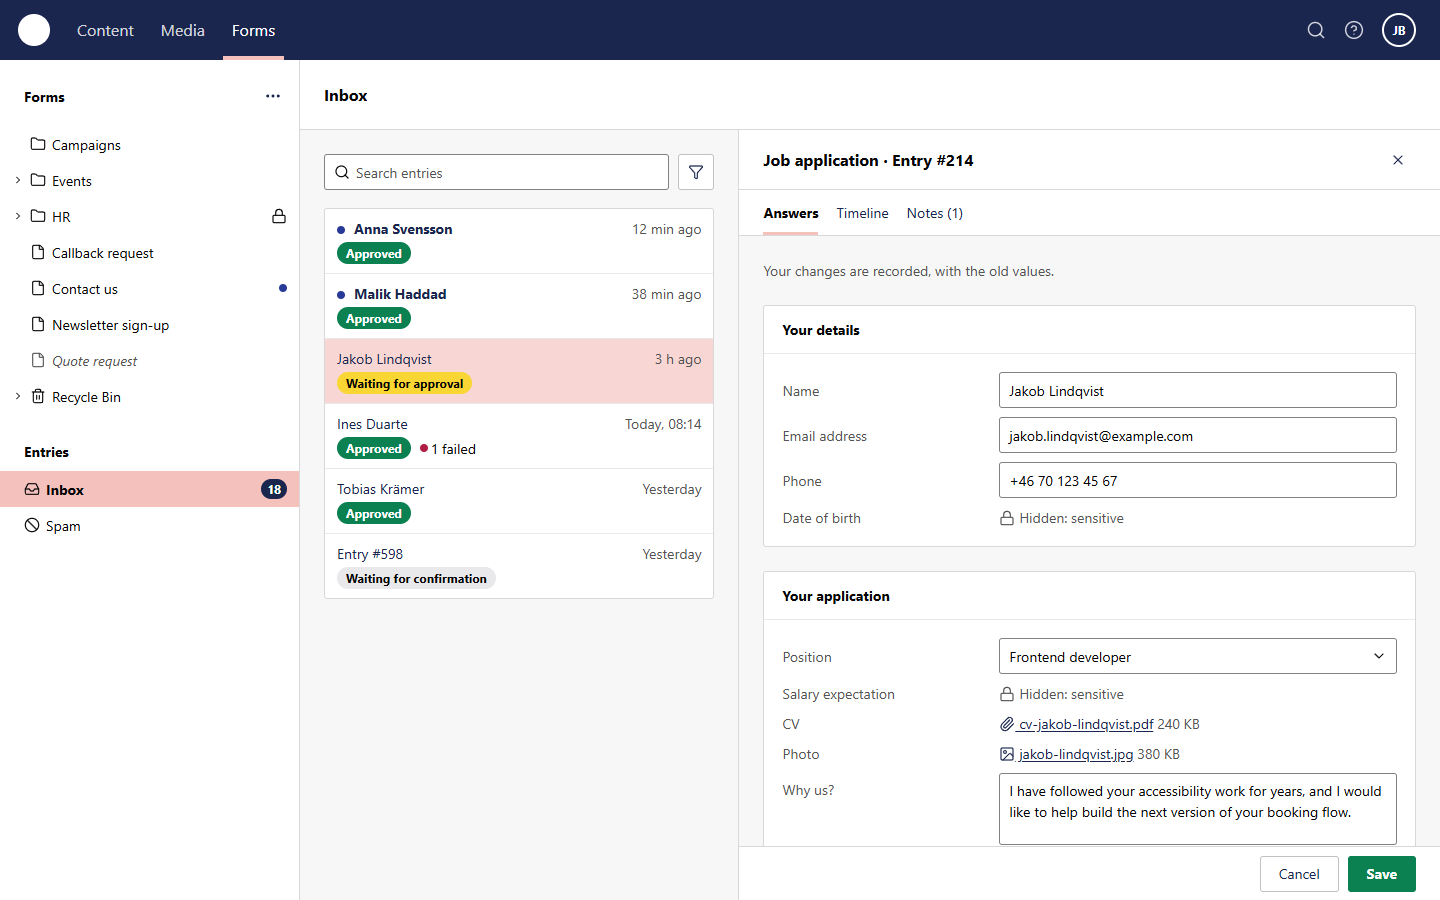 Content
Media
Forms
JB
Forms
Campaigns
Events
HR
Callback request
Contact us
Newsletter sign-up
Quote request
Recycle Bin
Entries
Inbox
18
Spam
Inbox
Search entries
Anna Svensson 12 min ago
Approved
Malik Haddad 38 min ago
Approved
Jakob Lindqvist 3 h ago
Waiting for approval
Ines Duarte Today, 08:14
Approved 1 failed
Tobias Krämer Yesterday
Approved
Entry #598 Yesterday
Waiting for confirmation
Job application · Entry #214
Answers Timeline Notes (1)
Your changes are recorded, with the old values.
Your details
Name Jakob Lindqvist
Email address jakob.lindqvist@example.com
Phone +46 70 123 45 67
Date of birth Hidden: sensitive
Your application
Position Frontend developer
Salary expectation Hidden: sensitive
CV cv-jakob-lindqvist.pdf 240 KB
Photo jakob-lindqvist.jpg 380 KB
Why us? I have followed your accessibility work for years, and I would
like to help build the next version of your booking flow.
Cancel Save